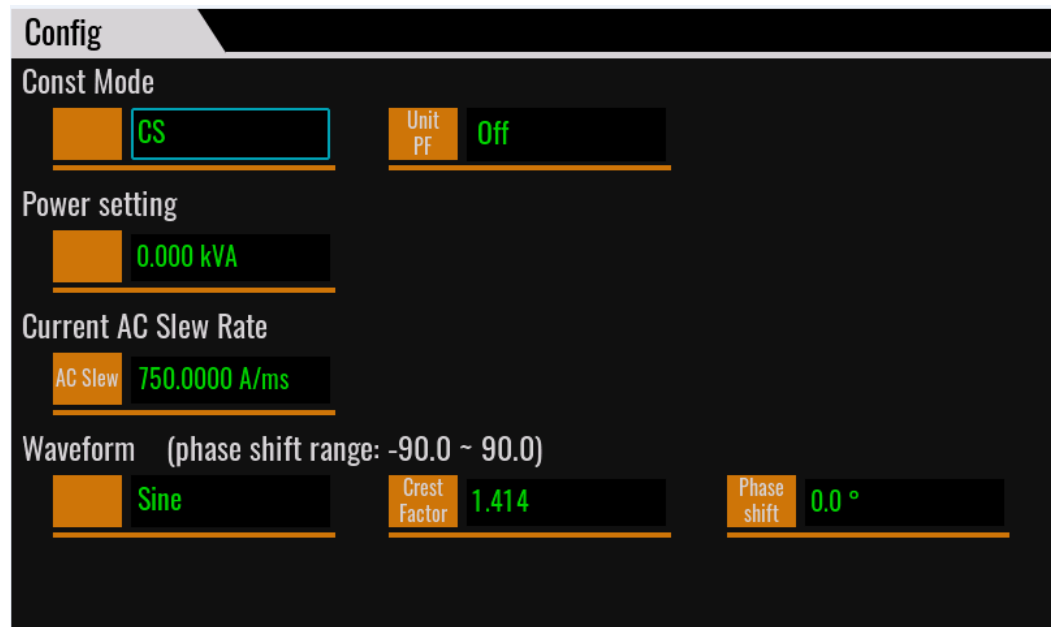 Config
Const Mode
CS
Unit
PF
Off
Power setting
0.000 kVA
Current AC Slew Rate
AC Slew
750.0000 A/ms
Waveform (phase shift range: -90.0 ~ 90.0)
Sine
Crest
Factor
1.414
Phase
shift
0.0 °